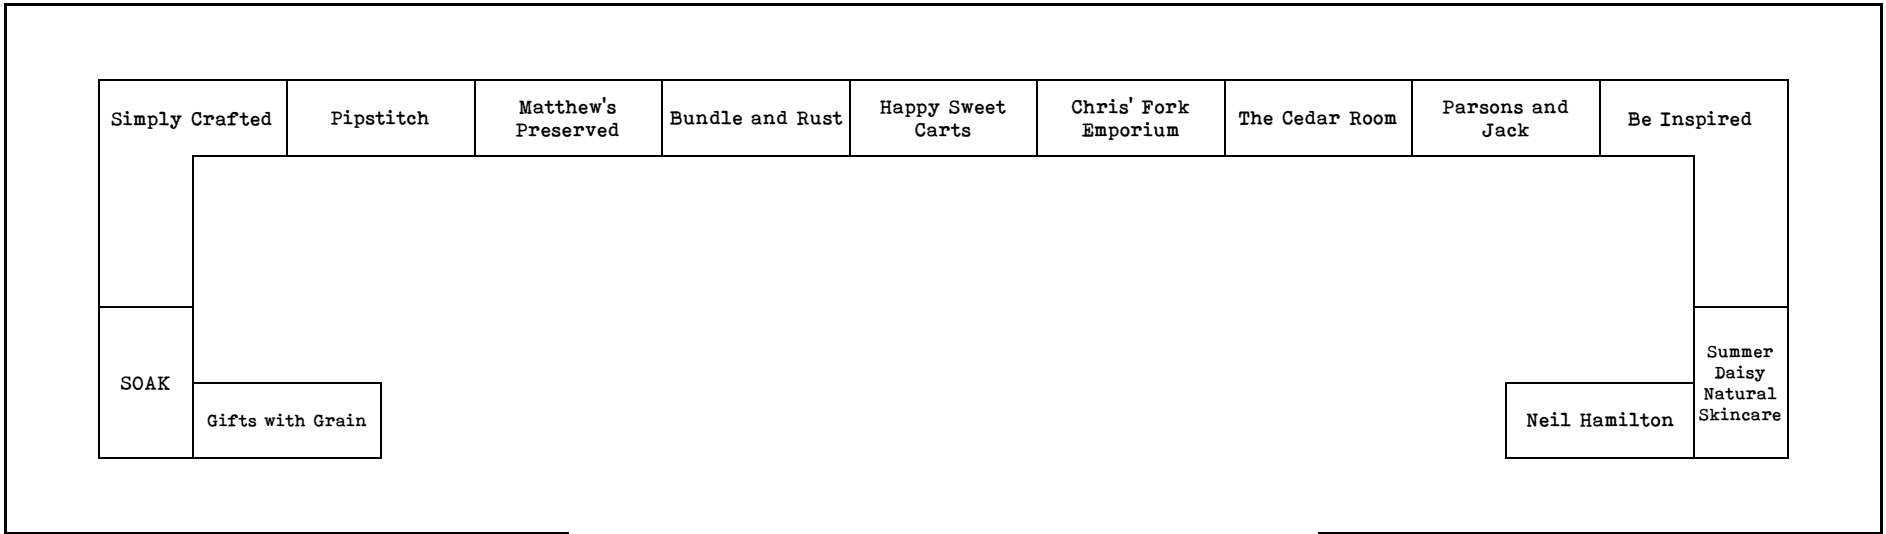 Simply Crafted
Pipstitch
Matthew's
Preserved
Bundle and Rust
Happy Sweet
Carts
Chris' Fork
Emporium
The Cedar Room
Parsons and
Jack
Be Inspired
SOAK
Gifts with Grain
Neil Hamilton
Summer
Daisy
Natural
Skincare